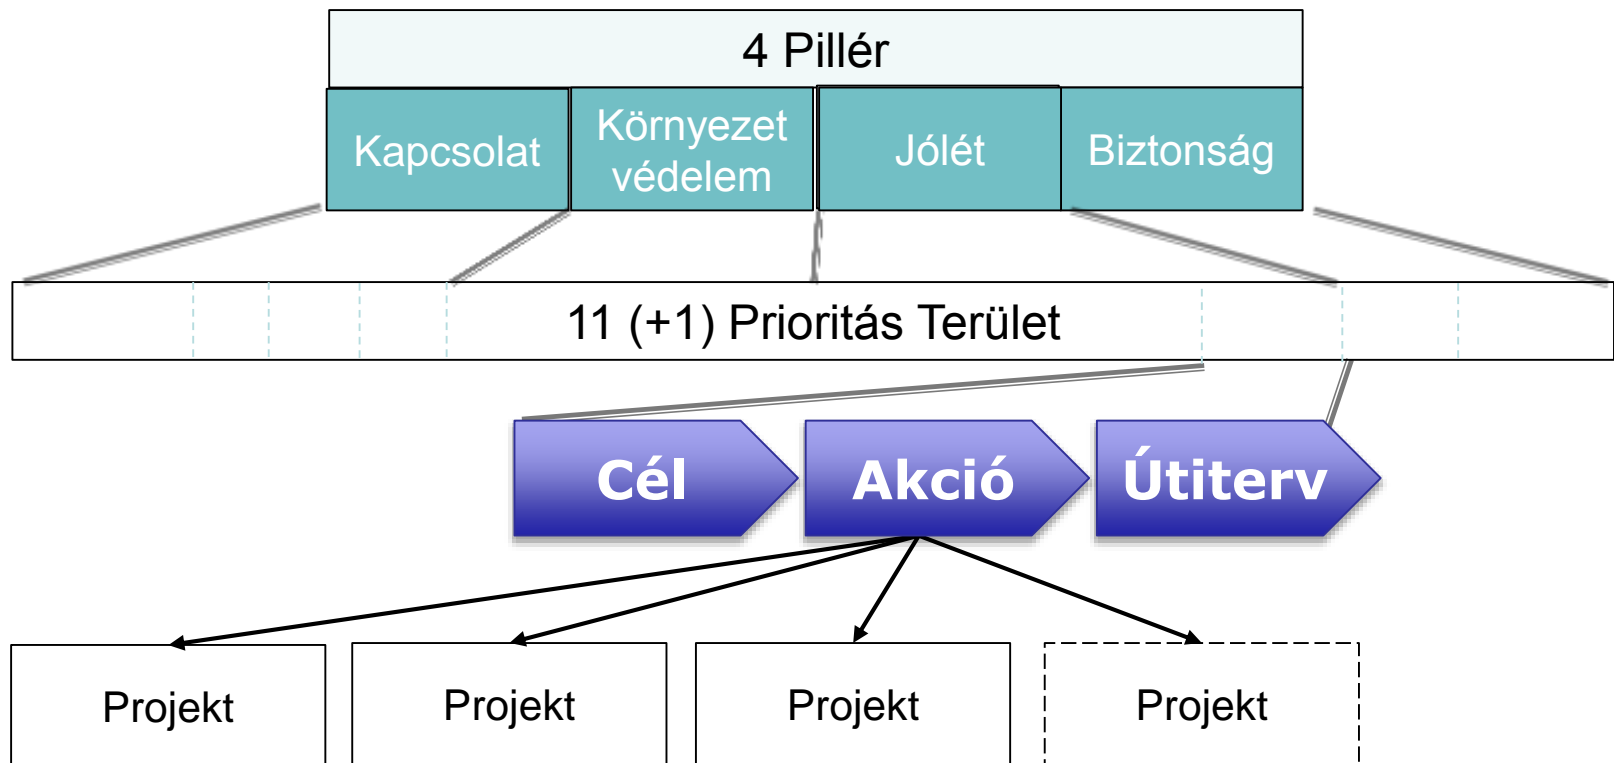 4 Pillér
Kapcsolat
Környezet
védelem
Jólét
Biztonság
11 (+1) Prioritás Terület
Cél
Akció
Útiterv
Projekt
Projekt
Projekt
Projekt